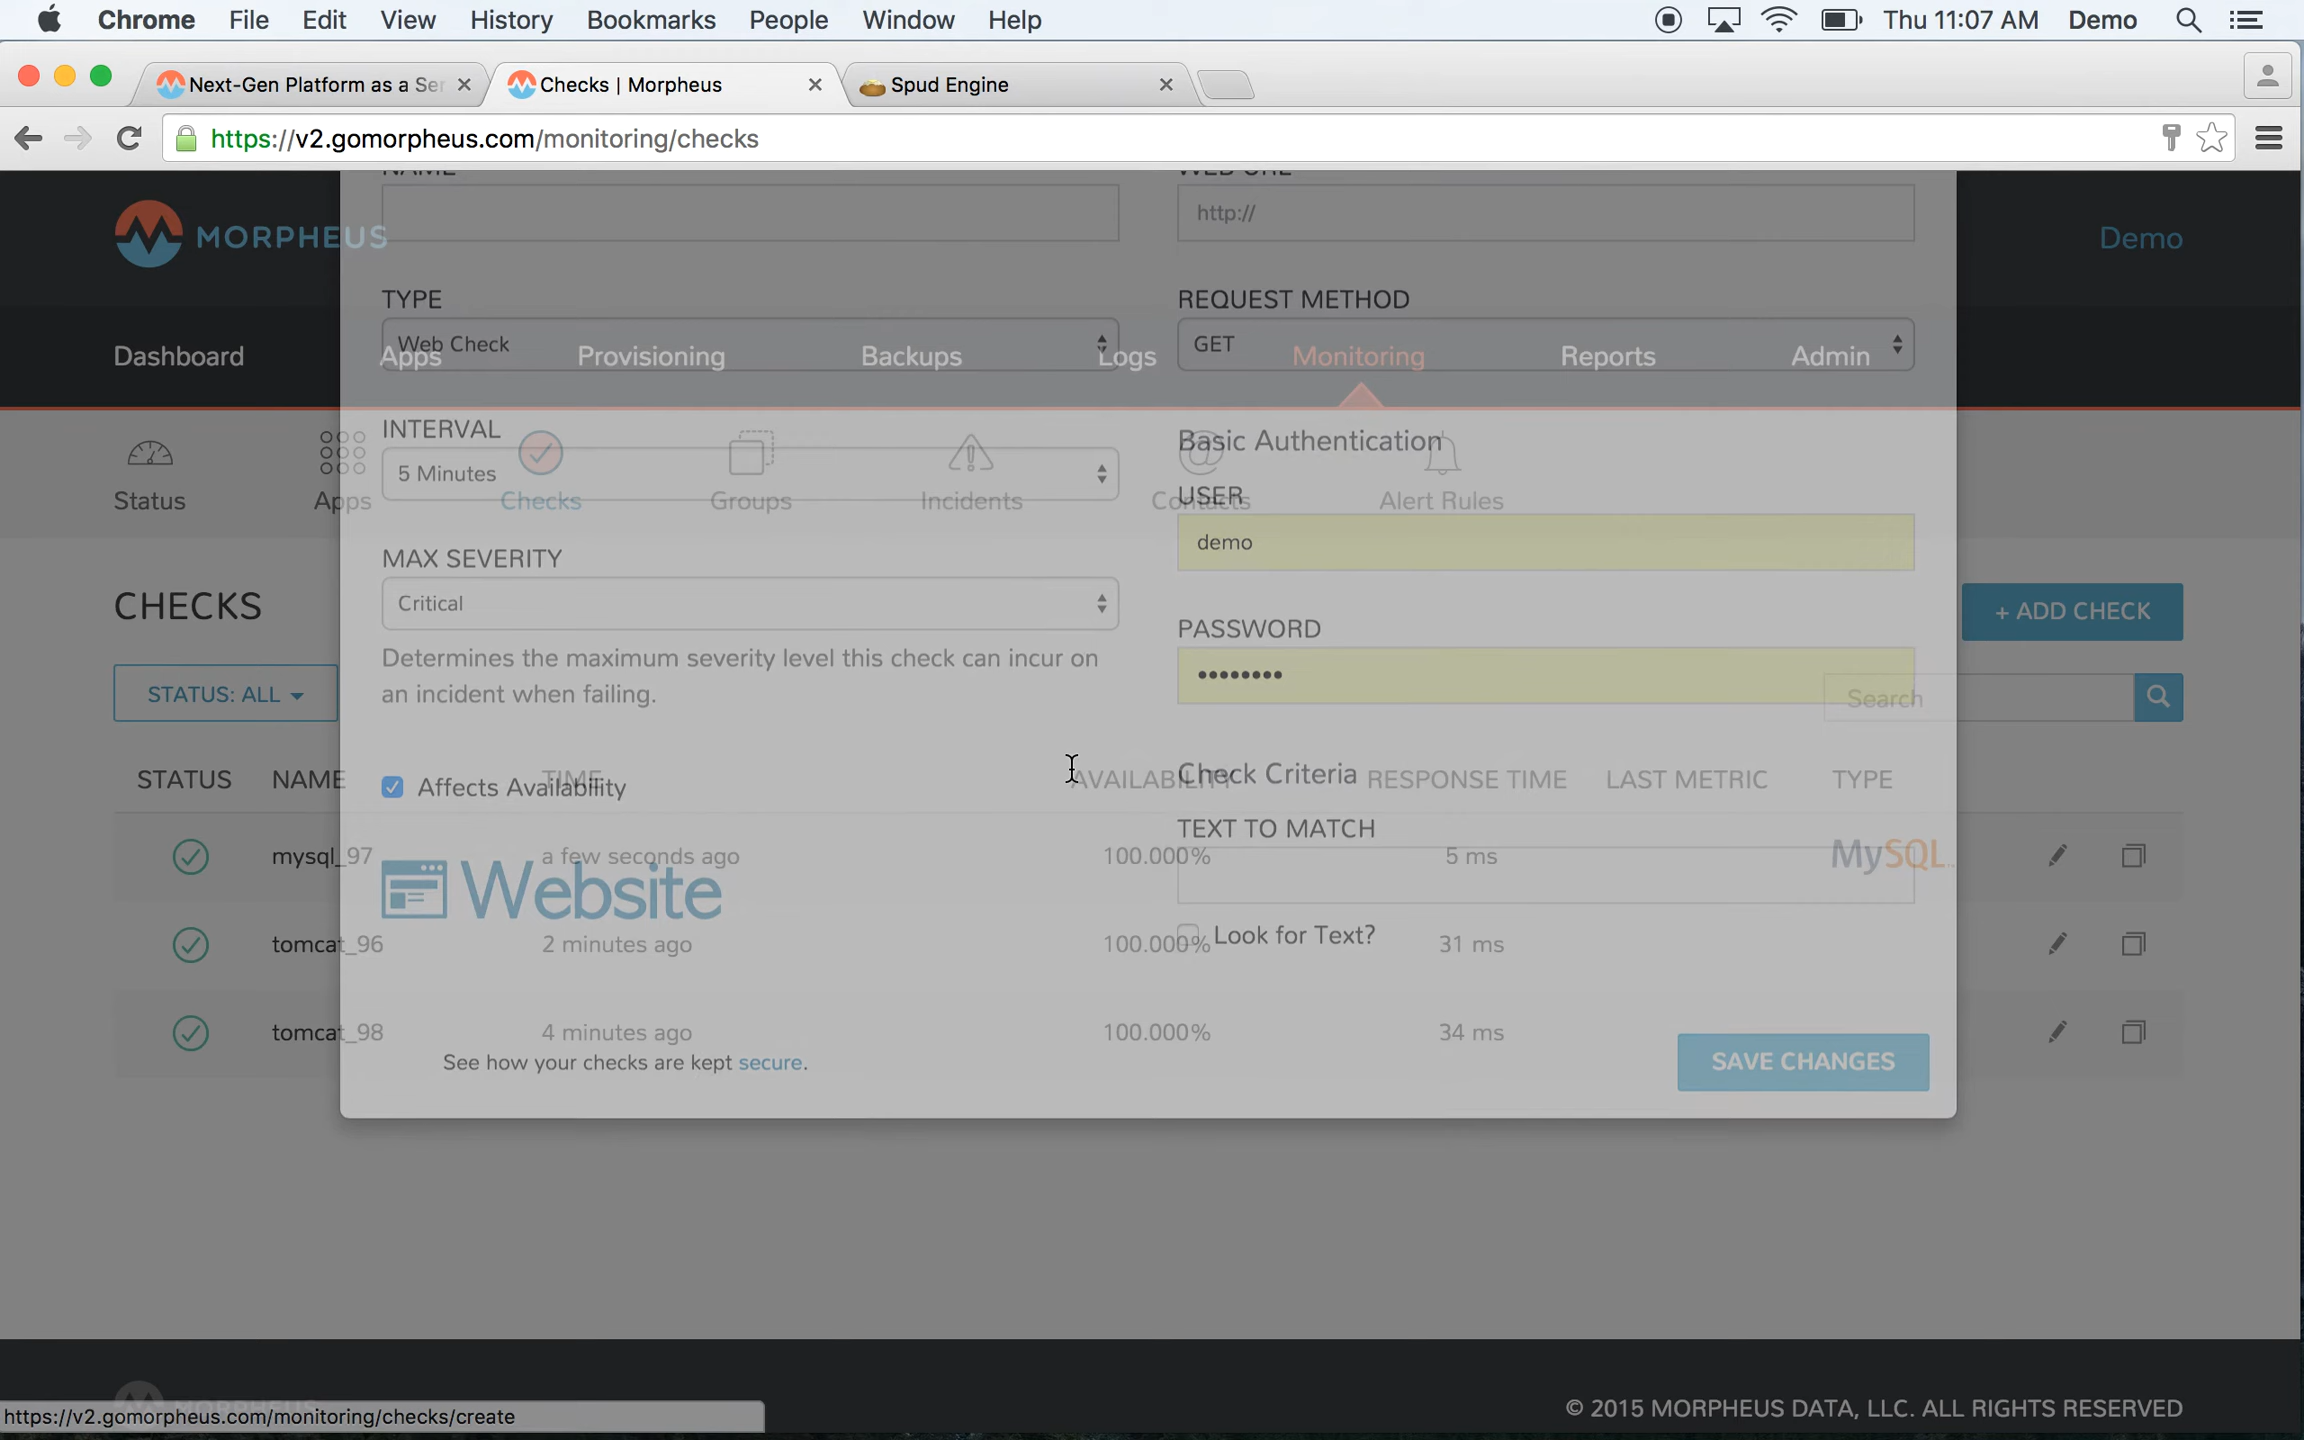 Chrome File Edit View History Bookmarks People Window Help Thu 11:07 AM Demo
Next-Gen Platform as a Ser Checks | Morpheus Spud Engine
https://v2.gomorpheus.com/monitoring/checks
NAME WEB URL
http://
MORPHEUS Demo
TYPE REQUEST METHOD
Web Check GET
Dashboard Apps Provisioning Backups Logs Monitoring Reports Admin
INTERVAL Basic Authentication
5 Minutes
Status Apps Checks Groups Incidents Contacts Alert Rules
USER
demo
MAX SEVERITY
CHECKS Critical + ADD CHECK
PASSWORD
Determines the maximum severity level this check can incur on
an incident when failing.
STATUS: ALL Search
••••••••
Check Criteria
STATUS NAME TIME AVAILABILITY RESPONSE TIME LAST METRIC TYPE
Affects Availability
TEXT TO MATCH
mysql_97 a few seconds ago 100.000% 5 ms MySQL
Website
Look for Text?
tomcat_96 2 minutes ago 100.000% 31 ms
tomcat_98 4 minutes ago 100.000% 34 ms
See how your checks are kept secure. SAVE CHANGES
MORPHEUS
https://v2.gomorpheus.com/monitoring/checks/create
© 2015 MORPHEUS DATA, LLC. ALL RIGHTS RESERVED